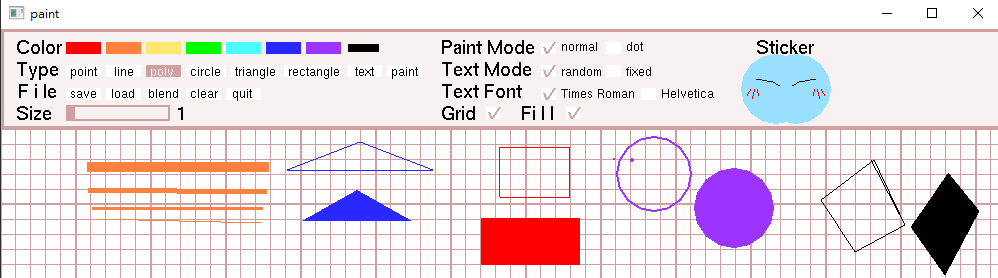 paint
Color
Type point line poly circle triangle rectangle text paint
File save load blend clear quit
Size 1
Paint Mode normal dot
Text Mode random fixed
Text Font Times Roman Helvetica
Grid Fill
Sticker